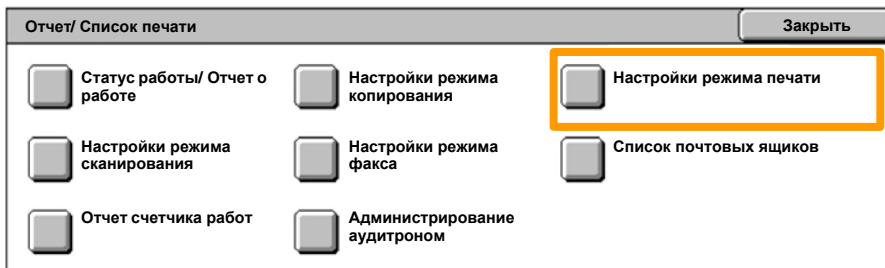 Отчет/ Список печати
Закрыть
Статус работы/ Отчет о
работе
Настройки режима
копирования
Настройки режима печати
Настройки режима
сканирования
Настройки режима
факса
Список почтовых ящиков
Отчет счетчика работ
Администрирование
аудитроном